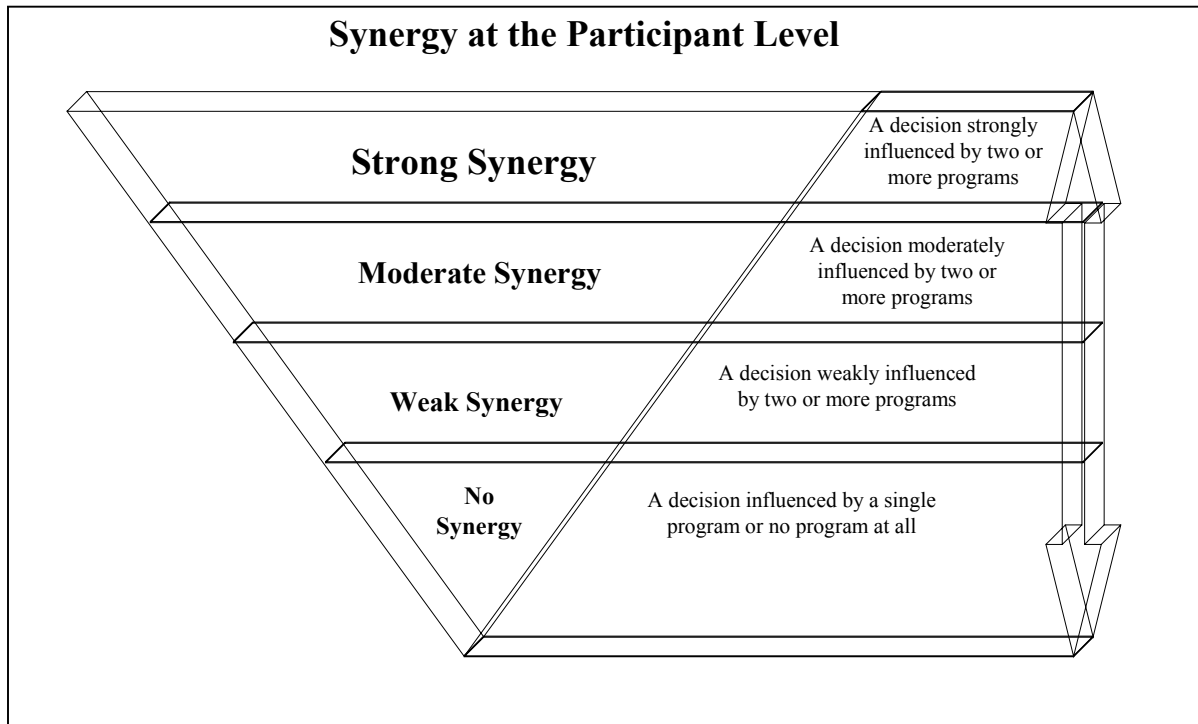 Synergy at the Participant Level
Strong Synergy
A decision strongly
influenced by two or
more programs
Moderate Synergy
A decision moderately
influenced by two or
more programs
Weak Synergy
A decision weakly influenced
by two or more programs
No
Synergy
A decision influenced by a single
program or no program at all